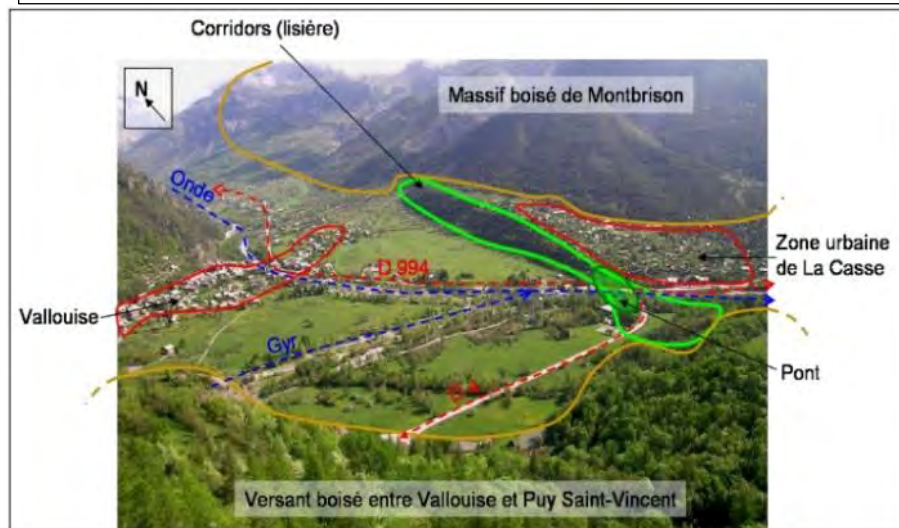 Corridors (lisière)
N
Massif boisé de Montbrison
Onde
D 994
Zone urbaine
de La Casse
Vallouise
Gyr
Pont
Versant boisé entre Vallouise et Puy Saint-Vincent